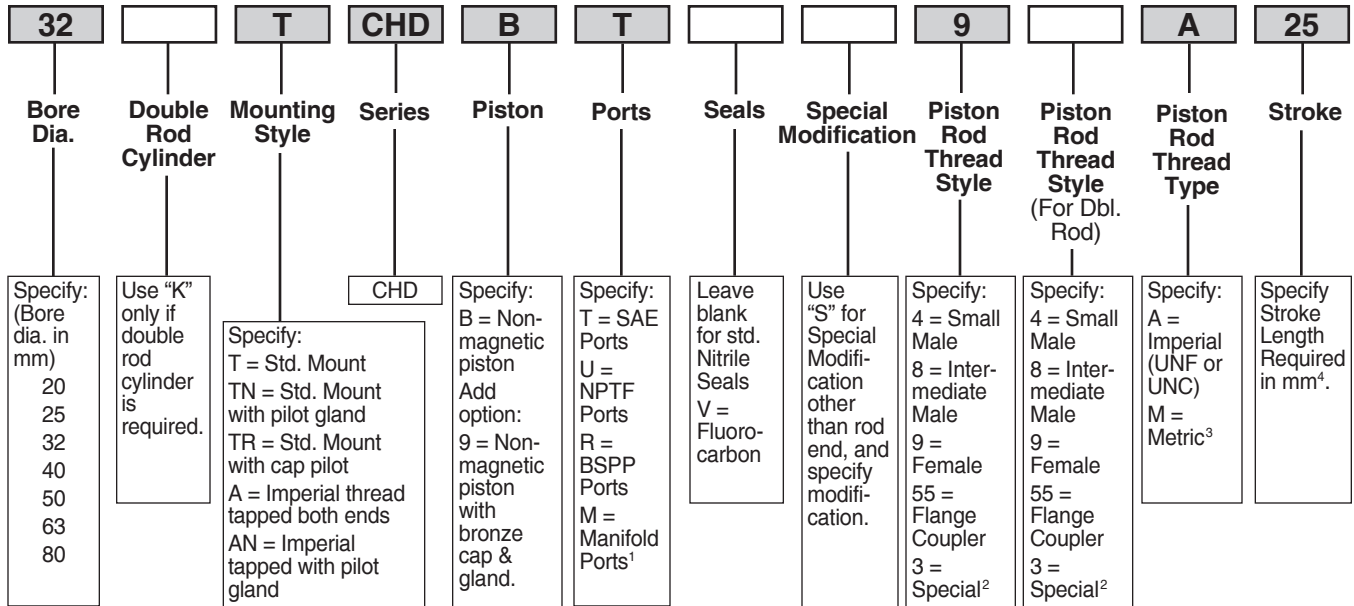 32
T
CHD
B
T
9
A
25
Bore
Dia.
Double
Rod
Cylinder
Mounting
Style
Series
Piston
Ports
Seals
Special
Modification
Piston
Rod
Thread
Style
Piston
Rod
Thread
Style
(For Dbl.
Rod)
Piston
Rod
Thread
Type
Stroke
Specify:
(Bore
dia. in
mm)
20
25
32
40
50
63
80
Use “K”
only if
double
rod
cylinder
is
required.
Specify:
T = Std. Mount
TN = Std. Mount
with pilot gland
TR = Std. Mount
with cap pilot
A = Imperial thread
tapped both ends
AN = Imperial
tapped with pilot
gland
CHD
Specify:
B = Non-
magnetic
piston
Add
option:
9 = Non-
magnetic
piston
with
bronze
cap &
gland.
Specify:
T = SAE
Ports
U =
NPTF
Ports
R =
BSPP
Ports
M =
Manifold
Ports¹
Leave
blank
for std.
Nitrile
Seals
V =
Fluoro-
carbon
Use
“S” for
Special
Modifi-
cation
other
than rod
end, and
specify
modifi-
cation.
Specify:
4 = Small
Male
8 = Inter-
mediate
Male
9 =
Female
55 =
Flange
Coupler
3 =
Special²
Specify:
4 = Small
Male
8 = Inter-
mediate
Male
9 =
Female
55 =
Flange
Coupler
3 =
Special²
Specify:
A =
Imperial
(UNF or
UNC)
M =
Metric³
Specify
Stroke
Length
Required
in mm⁴.